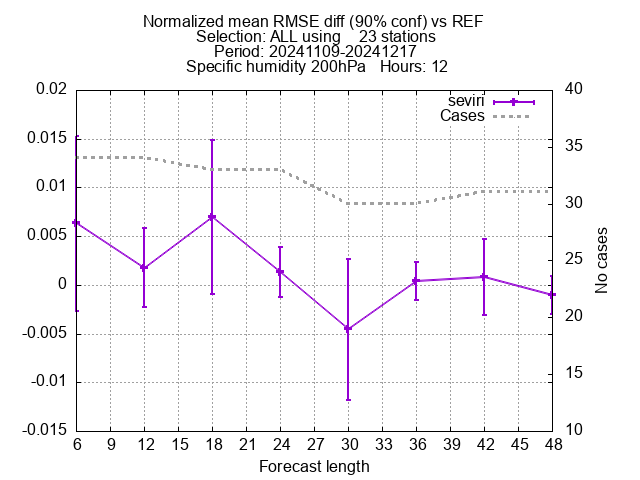 Normalized mean RMSE diff (90% conf) vs REF
Selection: ALL using    23 stations
Period: 20241109-20241217
Specific humidity 200hPa   Hours: 12
0.02
0.015
0.01
0.005
0
-0.005
-0.01
-0.015
seviri
Cases
40
35
30
25
20
15
10
No cases
6 9 12 15 18 21 24 27 30 33 36 39 42 45 48
Forecast length